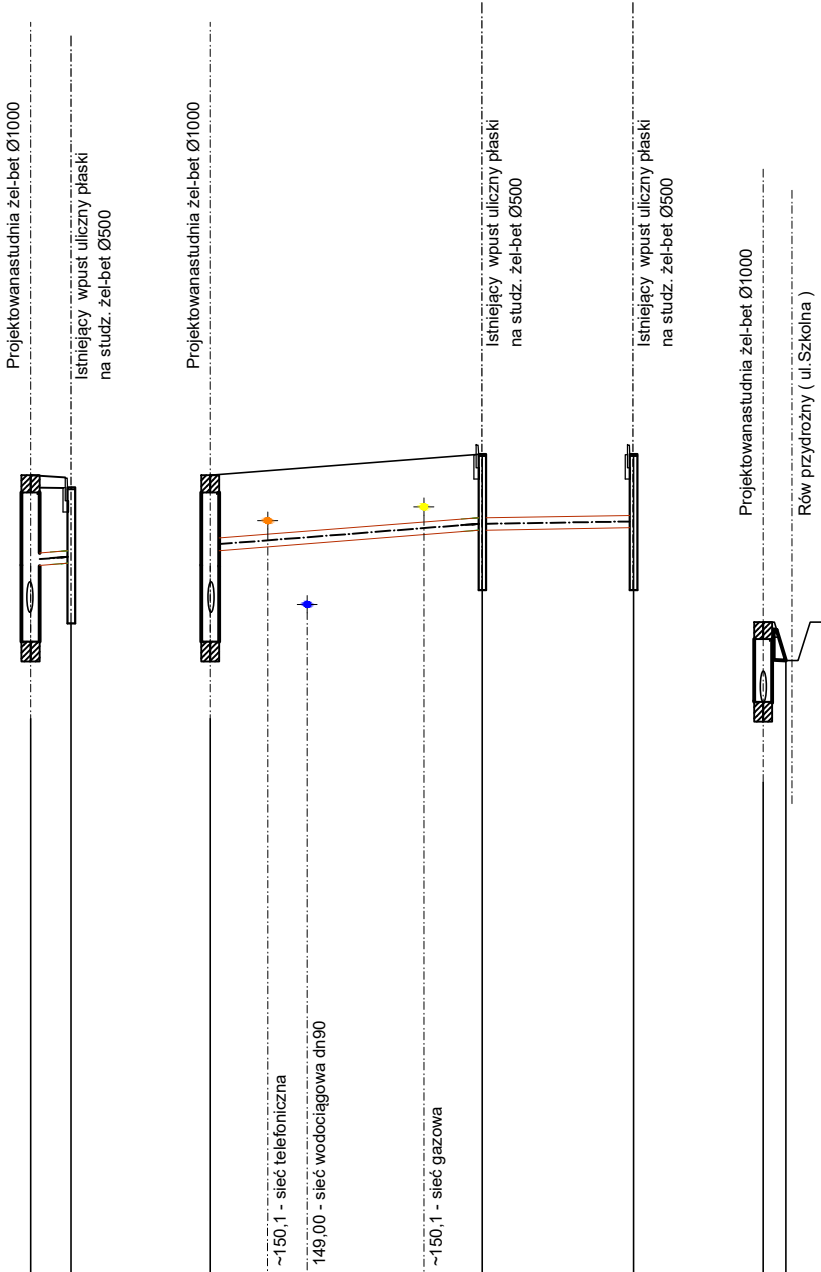 Projektowanastudnia żel-bet Ø1000
Istniejący wpust uliczny płaski
na studz. żel-bet Ø500
Projektowanastudnia żel-bet Ø1000
~150,1 - sieć telefoniczna
149,00 - sieć wodociągowa dn90
~150,1 - sieć gazowa
Istniejący wpust uliczny płaski
na studz. żel-bet Ø500
Istniejący wpust uliczny płaski
na studz. żel-bet Ø500
Projektowanastudnia żel-bet Ø1000
Rów przydrożny ( ul.Szkolna )